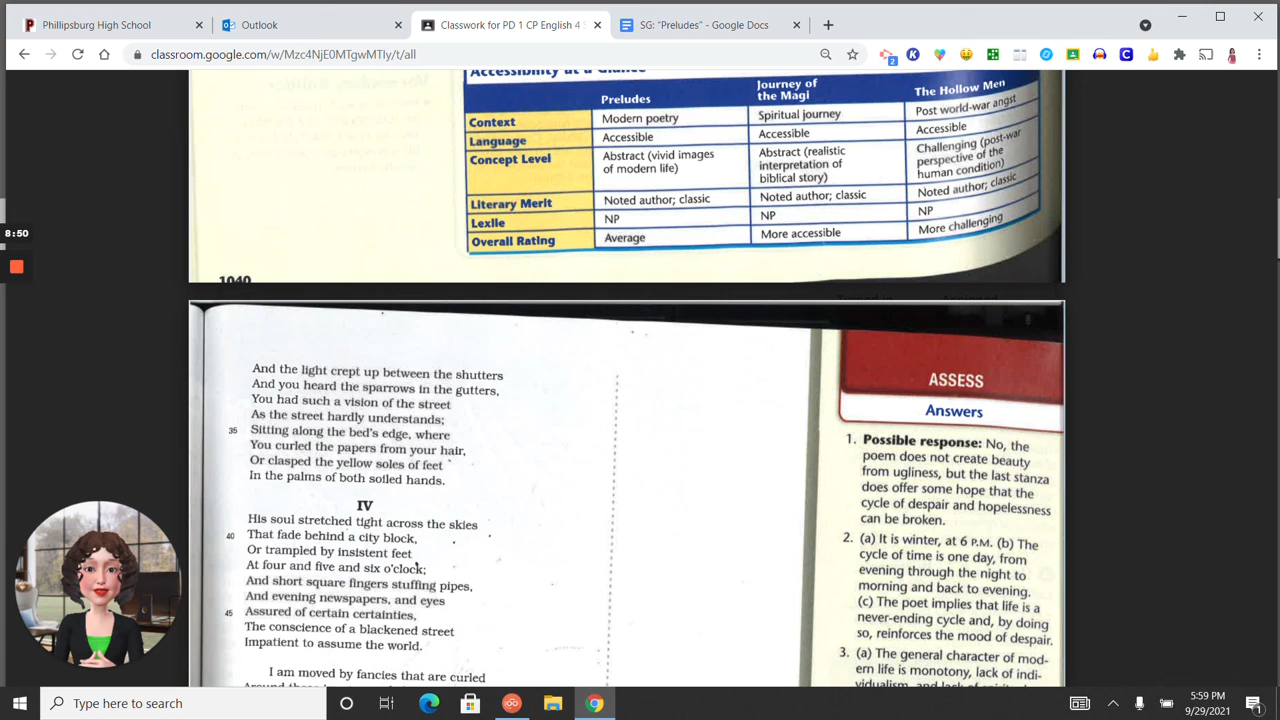 Phillipsburg High School
Outlook
Classwork for PD 1 CP English 4 S
SG: “Preludes” - Google Docs
classroom.google.com/w/Mzc4NjE0MTgwMTIy/t/all
2
Accessibility at a Glance
Preludes
Journey of
the Magi
The Hollow Men
Context
Modern poetry
Spiritual journey
Post world-war angst
Language
Accessible
Accessible
Accessible
Concept Level
Abstract (vivid images
of modern life)
Abstract (realistic
interpretation of
biblical story)
Challenging (post-war
perspective of the
human condition)
Literary Merit
Noted author; classic
Noted author; classic
Noted author; classic
Lexile
NP
NP
NP
Overall Rating
Average
More accessible
More challenging
8:50
1040
And the light crept up between the shutters
And you heard the sparrows in the gutters,
You had such a vision of the street
As the street hardly understands;
35 Sitting along the bed's edge, where
You curled the papers from your hair,
Or clasped the yellow soles of feet
In the palms of both soiled hands.
IV
His soul stretched tight across the skies
40 That fade behind a city block,
Or trampled by insistent feet
At four and five and six o'clock;
And short square fingers stuffing pipes,
And evening newspapers, and eyes
45 Assured of certain certainties,
The conscience of a blackened street
Impatient to assume the world.
I am moved by fancies that are curled
ASSESS
Answers
1. Possible response: No, the
poem does not create beauty
from ugliness, but the last stanza
does offer some hope that the
cycle of despair and hopelessness
can be broken.
2. (a) It is winter, at 6 P.M. (b) The
cycle of time is one day, from
evening through the night to
morning and back to evening.
(c) The poet implies that life is a
never-ending cycle and, by doing
so, reinforces the mood of despair.
3. (a) The general character of mod-
ern life is monotony, lack of indi-
Type here to search
5:59 PM
9/29/2021
1